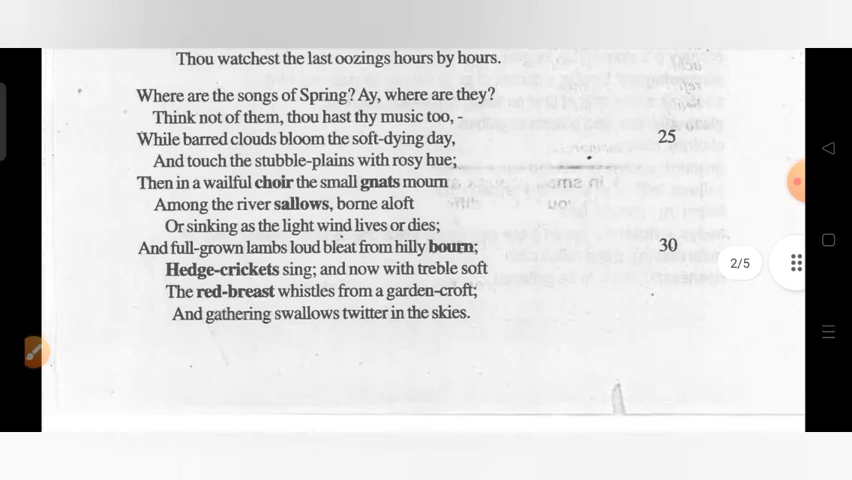 Thou watchest the last oozings hours by hours.
Where are the songs of Spring? Ay, where are they?
Think not of them, thou hast thy music too, -
While barred clouds bloom the soft-dying day, 25
And touch the stubble-plains with rosy hue;
Then in a wailful choir the small gnats mourn
Among the river sallows, borne aloft
Or sinking as the light wind lives or dies;
And full-grown lambs loud bleat from hilly bourn; 30
Hedge-crickets sing; and now with treble soft
The red-breast whistles from a garden-croft;
And gathering swallows twitter in the skies.
2/5